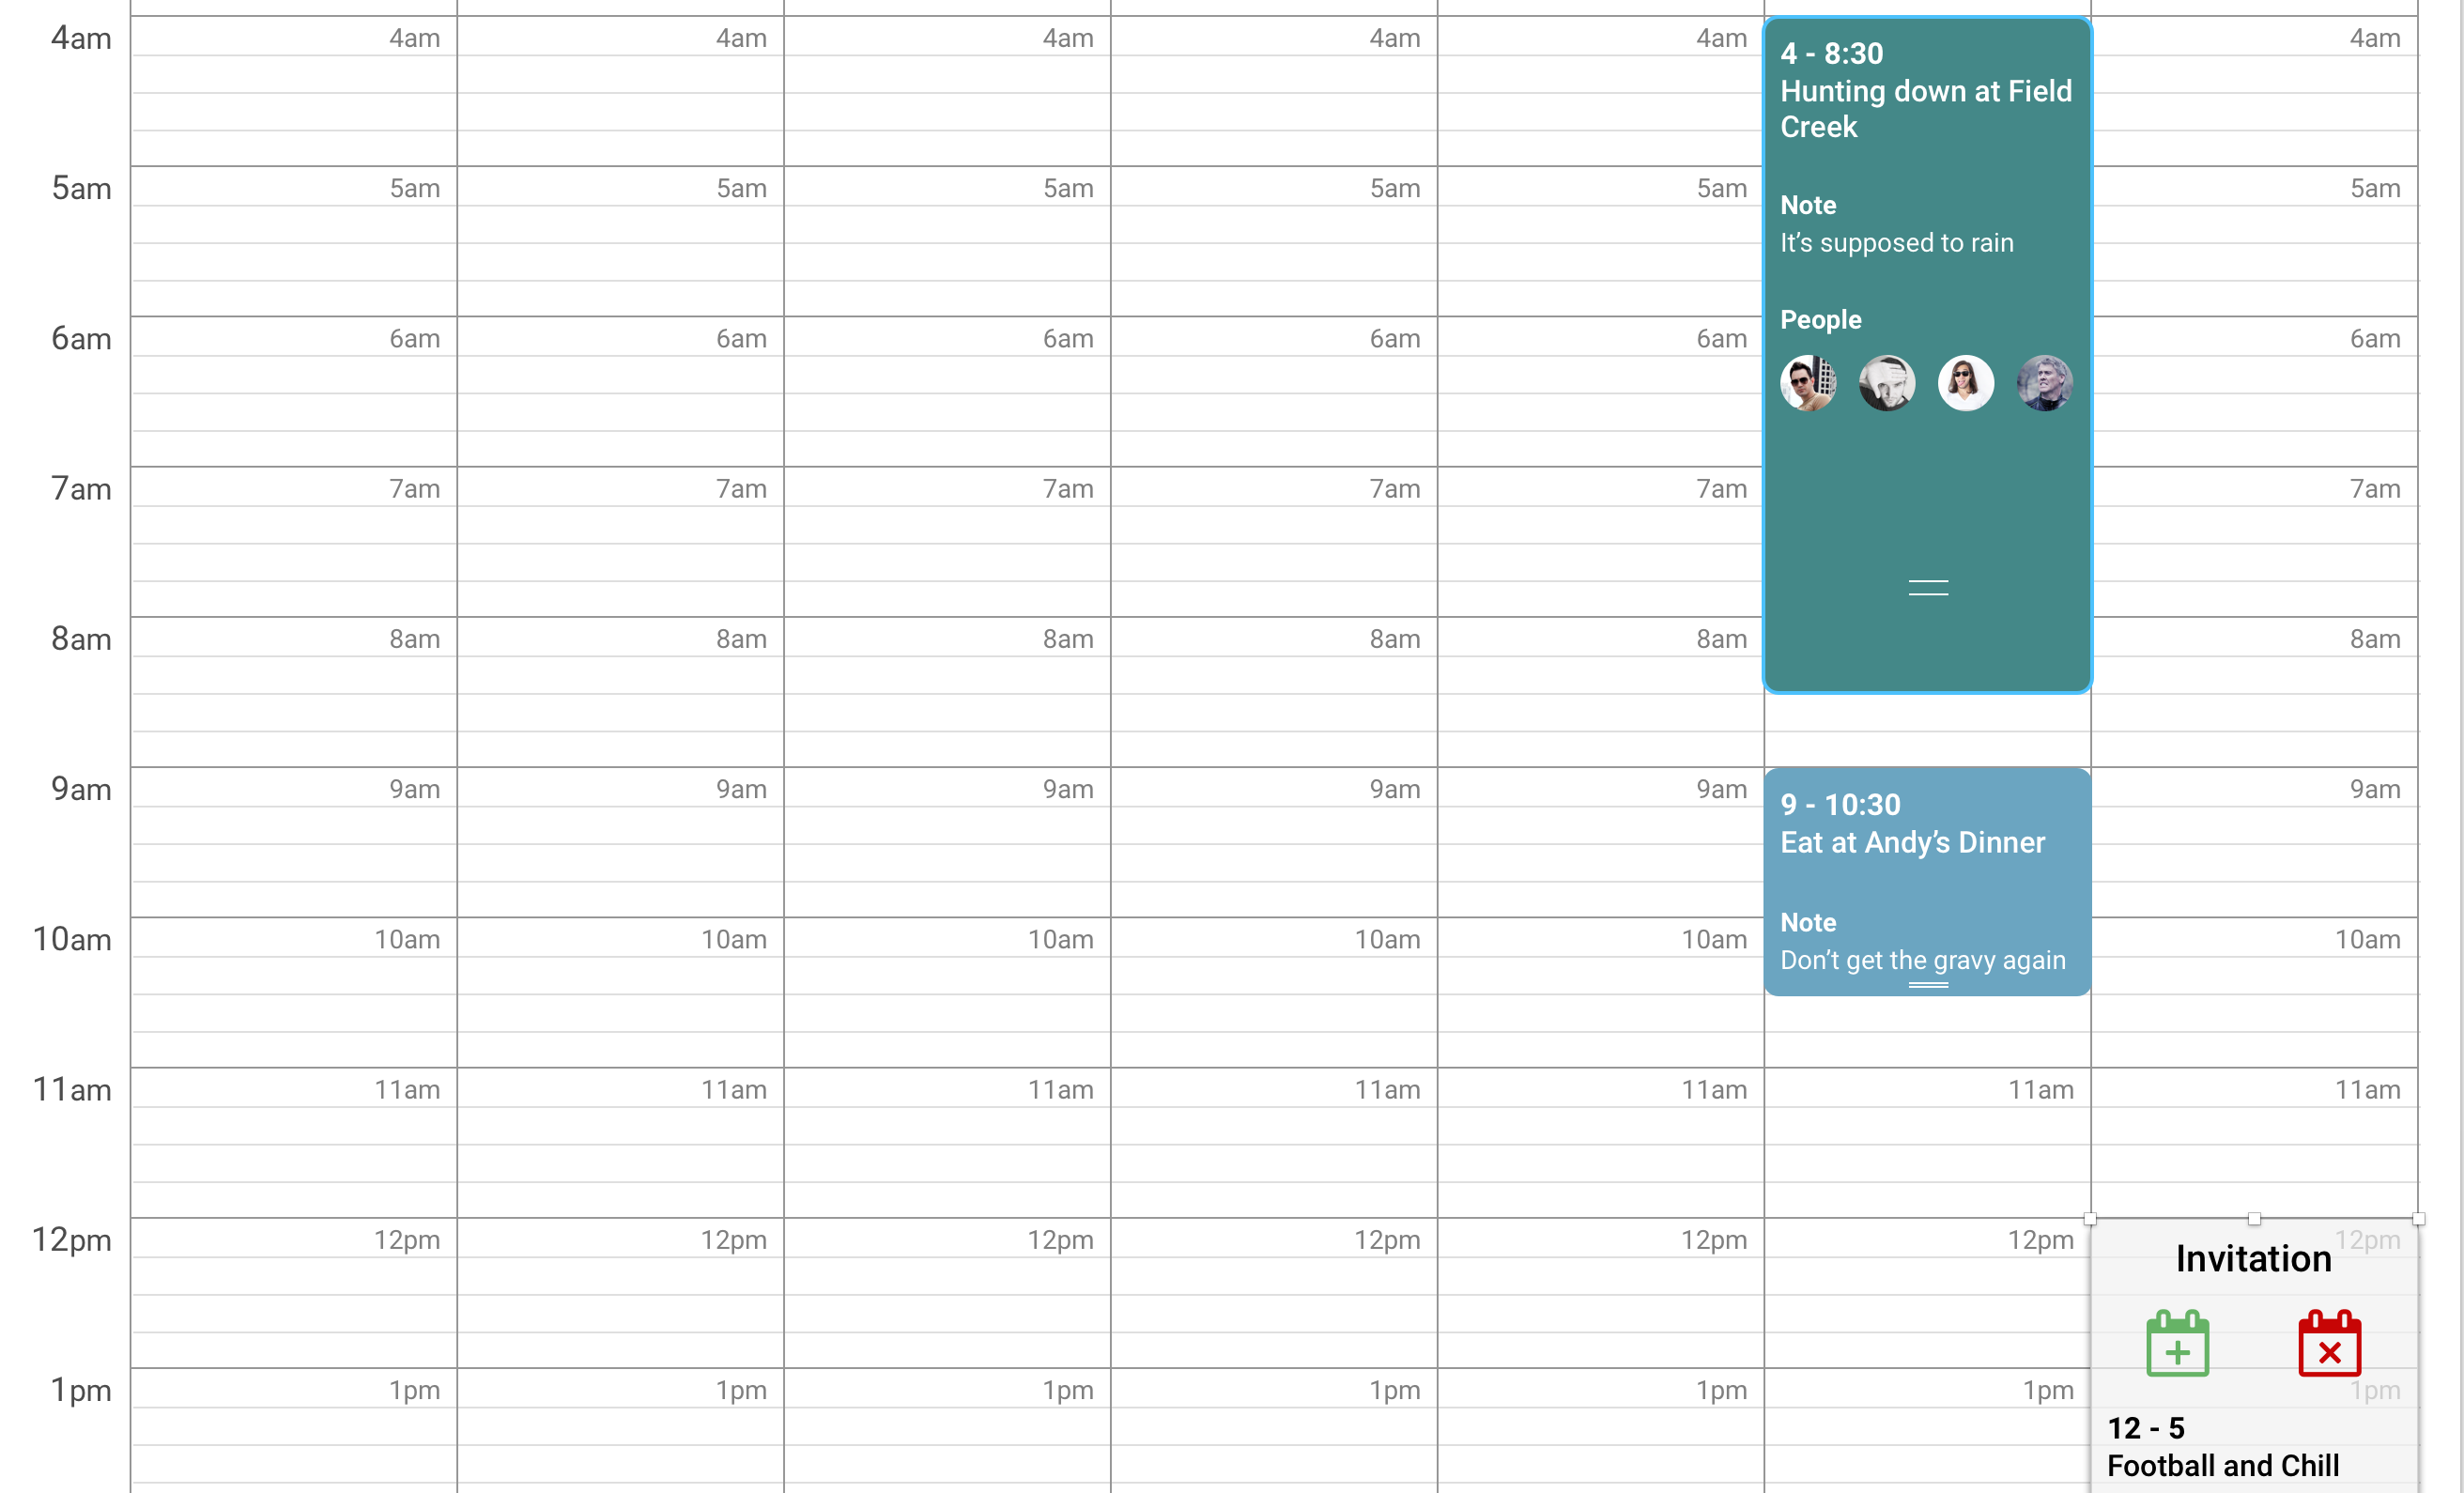 4am 4am 4am 4am 4am 4am 4am
4 - 8:30
Hunting down at Field
Creek
5am 5am 5am 5am 5am 5am 5am
Note
It’s supposed to rain
People
6am 6am 6am 6am 6am 6am 6am
7am 7am 7am 7am 7am 7am 7am
8am 8am 8am 8am 8am 8am 8am
9am 9am 9am 9am 9am 9am 9am
9 - 10:30
Eat at Andy’s Dinner
Note
10am 10am 10am 10am 10am 10am 10am
Don’t get the gravy again
11am 11am 11am 11am 11am 11am 11am 11am
12pm 12pm 12pm 12pm 12pm 12pm 12pm 12pm
Invitation
1pm 1pm 1pm 1pm 1pm 1pm 1pm 1pm
12 - 5
Football and Chill